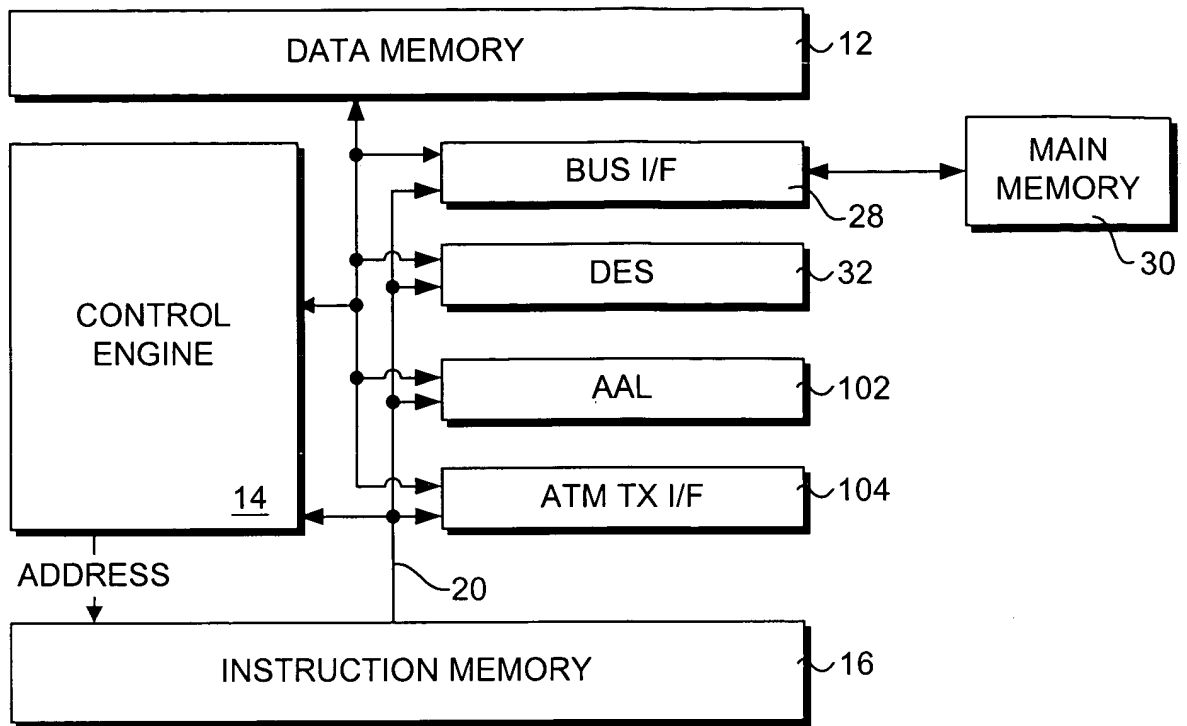 DATA MEMORY
12
BUS I/F
28
MAIN
MEMORY
30
DES
32
CONTROL
ENGINE
14
AAL
102
ATM TX I/F
104
ADDRESS
20
INSTRUCTION MEMORY
16